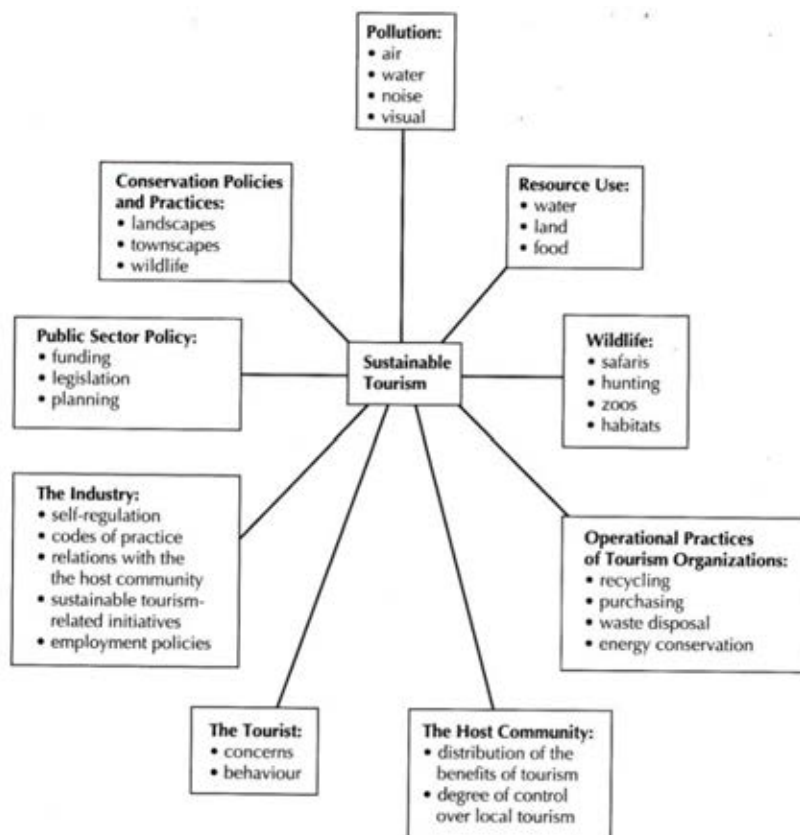 Pollution:
• air
• water
• noise
• visual
Conservation Policies
and Practices:
• landscapes
• townscapes
• wildlife
Resource Use:
• water
• land
• food
Public Sector Policy:
• funding
• legislation
• planning
Sustainable
Tourism
Wildlife:
• safaris
• hunting
• zoos
• habitats
The Industry:
• self-regulation
• codes of practice
• relations with the
the host community
• sustainable tourism-
related initiatives
• employment policies
Operational Practices
of Tourism Organizations:
• recycling
• purchasing
• waste disposal
• energy conservation
The Tourist:
• concerns
• behaviour
The Host Community:
• distribution of the
benefits of tourism
• degree of control
over local tourism